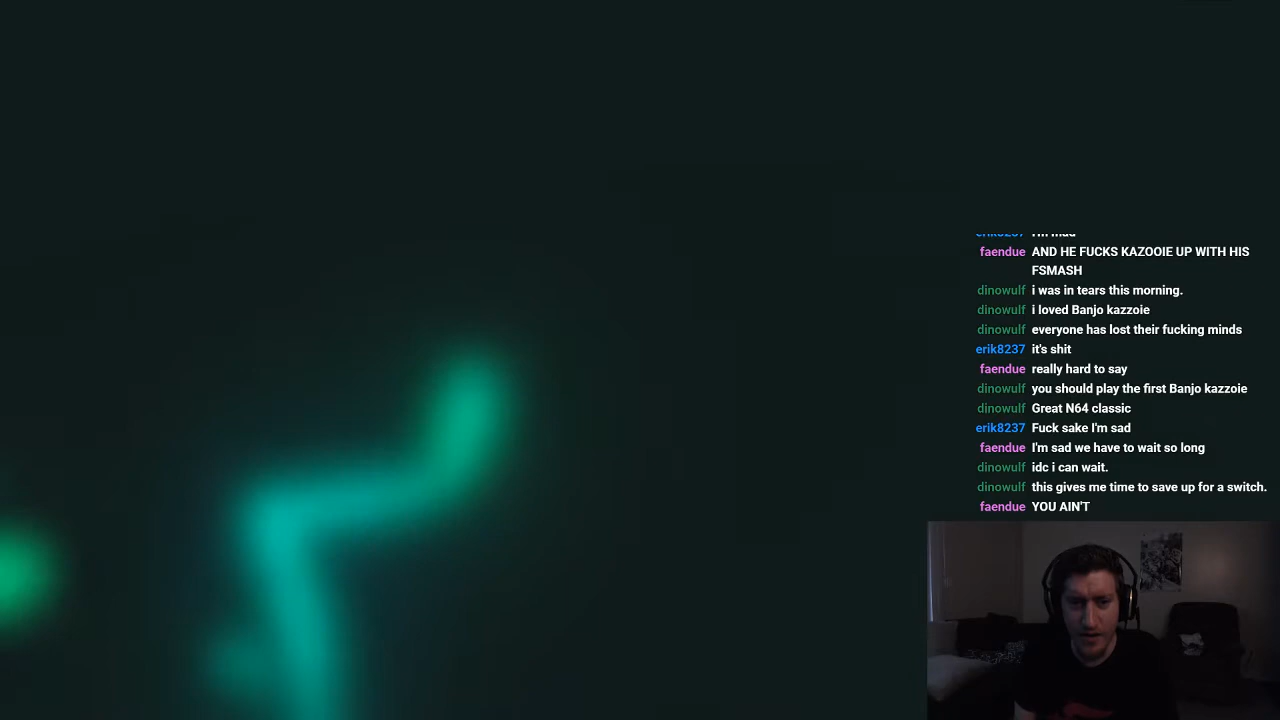 faendue AND HE FUCKS KAZOOIE UP WITH HIS
FSMASH
dinowulf i was in tears this morning.
dinowulf i loved Banjo kazzoie
dinowulf everyone has lost their fucking minds
erik8237 it's shit
faendue really hard to say
dinowulf you should play the first Banjo kazzoie
dinowulf Great N64 classic
erik8237 Fuck sake I'm sad
faendue I'm sad we have to wait so long
dinowulf idc i can wait.
dinowulf this gives me time to save up for a switch.
faendue YOU AIN'T